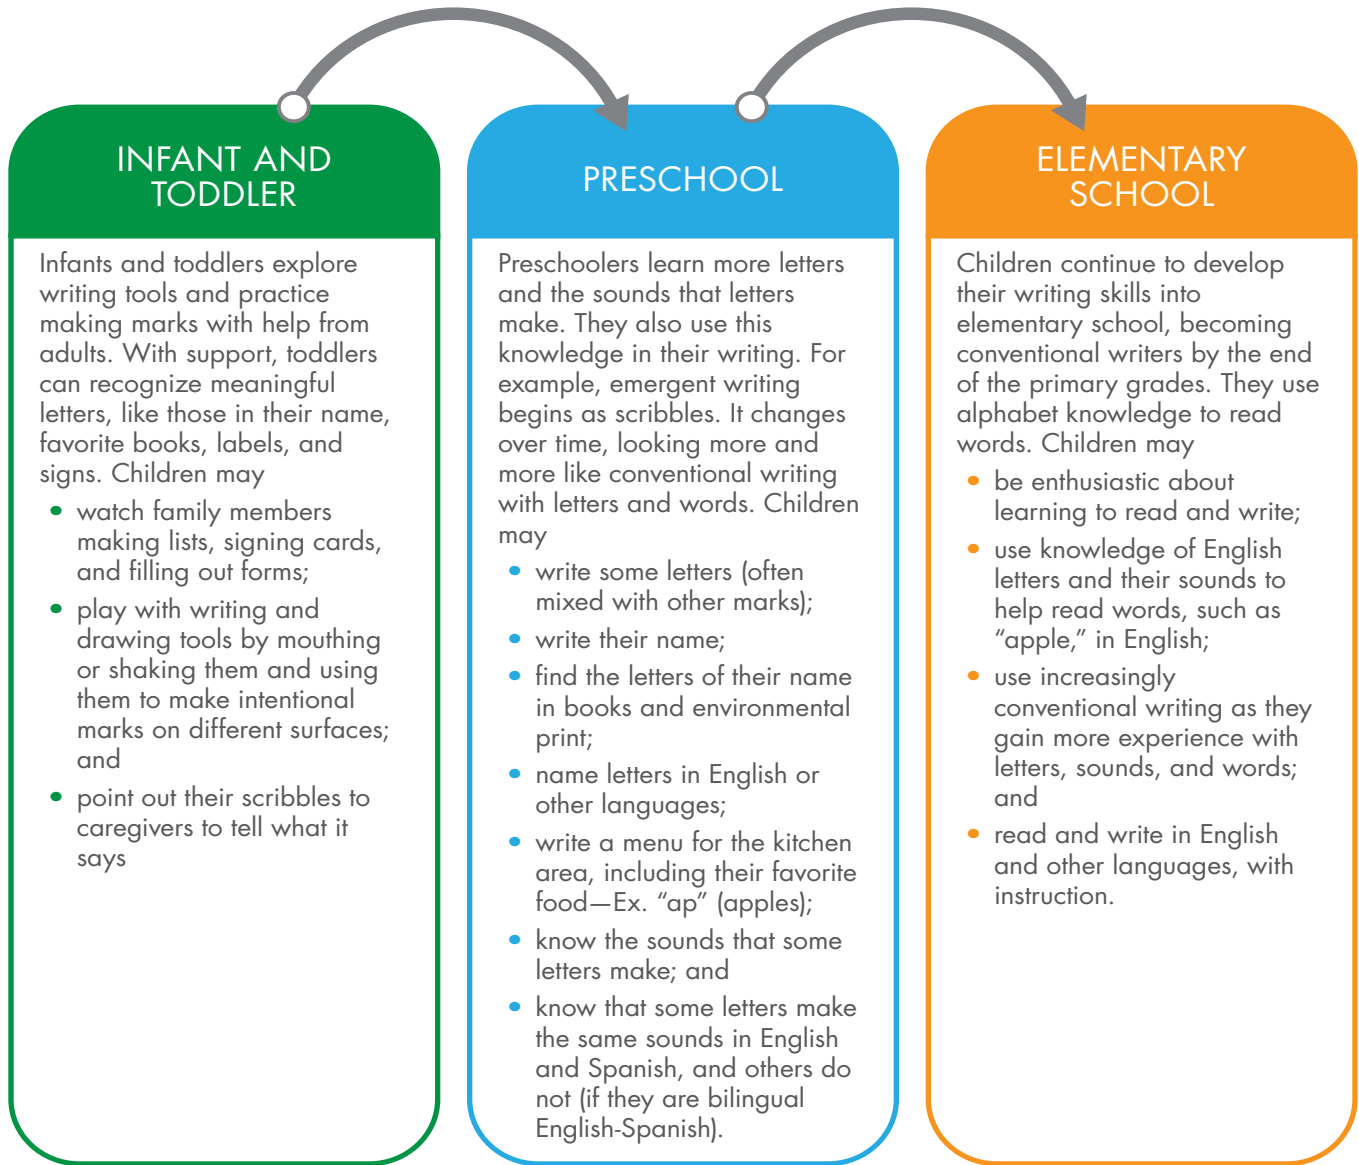 INFANT AND
TODDLER
Infants and toddlers explore
writing tools and practice
making marks with help from
adults. With support, toddlers
can recognize meaningful
letters, like those in their name,
favorite books, labels, and
signs. Children may
• watch family members
making lists, signing cards,
and filling out forms;
• play with writing and
drawing tools by mouthing
or shaking them and using
them to make intentional
marks on different surfaces;
and
• point out their scribbles to
caregivers to tell what it
says
PRESCHOOL
Preschoolers learn more letters
and the sounds that letters
make. They also use this
knowledge in their writing. For
example, emergent writing
begins as scribbles. It changes
over time, looking more and
more like conventional writing
with letters and words. Children
may
• write some letters (often
mixed with other marks);
• write their name;
• find the letters of their name
in books and environmental
print;
• name letters in English or
other languages;
• write a menu for the kitchen
area, including their favorite
food—Ex. “ap” (apples);
• know the sounds that some
letters make; and
• know that some letters make
the same sounds in English
and Spanish, and others do
not (if they are bilingual
English-Spanish).
ELEMENTARY
SCHOOL
Children continue to develop
their writing skills into
elementary school, becoming
conventional writers by the end
of the primary grades. They use
alphabet knowledge to read
words. Children may
• be enthusiastic about
learning to read and write;
• use knowledge of English
letters and their sounds to
help read words, such as
“apple,” in English;
• use increasingly
conventional writing as they
gain more experience with
letters, sounds, and words;
and
• read and write in English
and other languages, with
instruction.